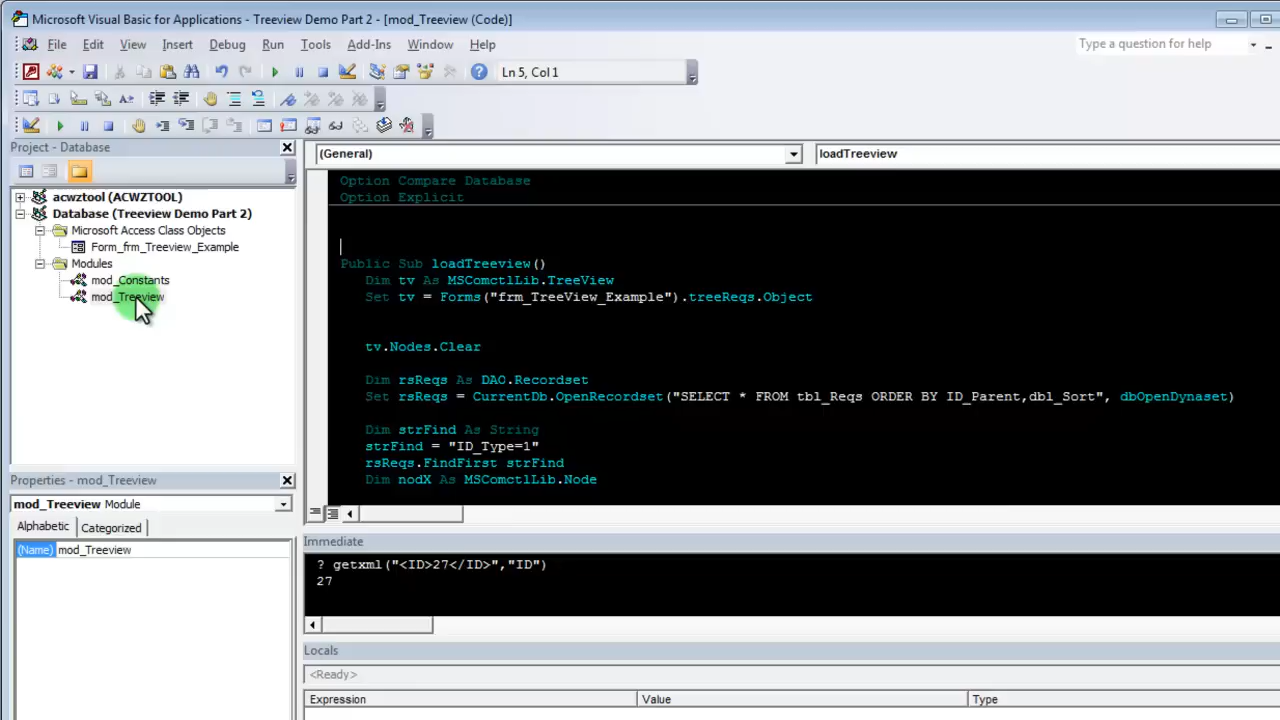 Microsoft Visual Basic for Applications - Treeview Demo Part 2 - [mod_Treeview (Code)]
File Edit View Insert Debug Run Tools Add-Ins Window Help
Type a question for help
Ln 5, Col 1
Project - Database
(General)
loadTreeview
acwztool (ACWZTOOL)
Database (Treeview Demo Part 2)
Microsoft Access Class Objects
Form_frm_Treeview_Example
Modules
mod_Constants
mod_Treeview
Option Compare Database
Option Explicit
Public Sub loadTreeview()
Dim tv As MSComctlLib.TreeView
Set tv = Forms("frm_TreeView_Example").treeReqs.Object
tv.Nodes.Clear
Dim rsReqs As DAO.Recordset
Set rsReqs = CurrentDb.OpenRecordset("SELECT * FROM tbl_Reqs ORDER BY ID_Parent,dbl_Sort", dbOpenDynaset)
Dim strFind As String
strFind = "ID_Type=1"
rsReqs.FindFirst strFind
Dim nodX As MSComctlLib.Node
Properties - mod_Treeview
mod_Treeview Module
Alphabetic Categorized
(Name) mod_Treeview
Immediate
? getxml("<ID>27</ID>","ID")
27
Locals
<Ready>
Expression Value Type